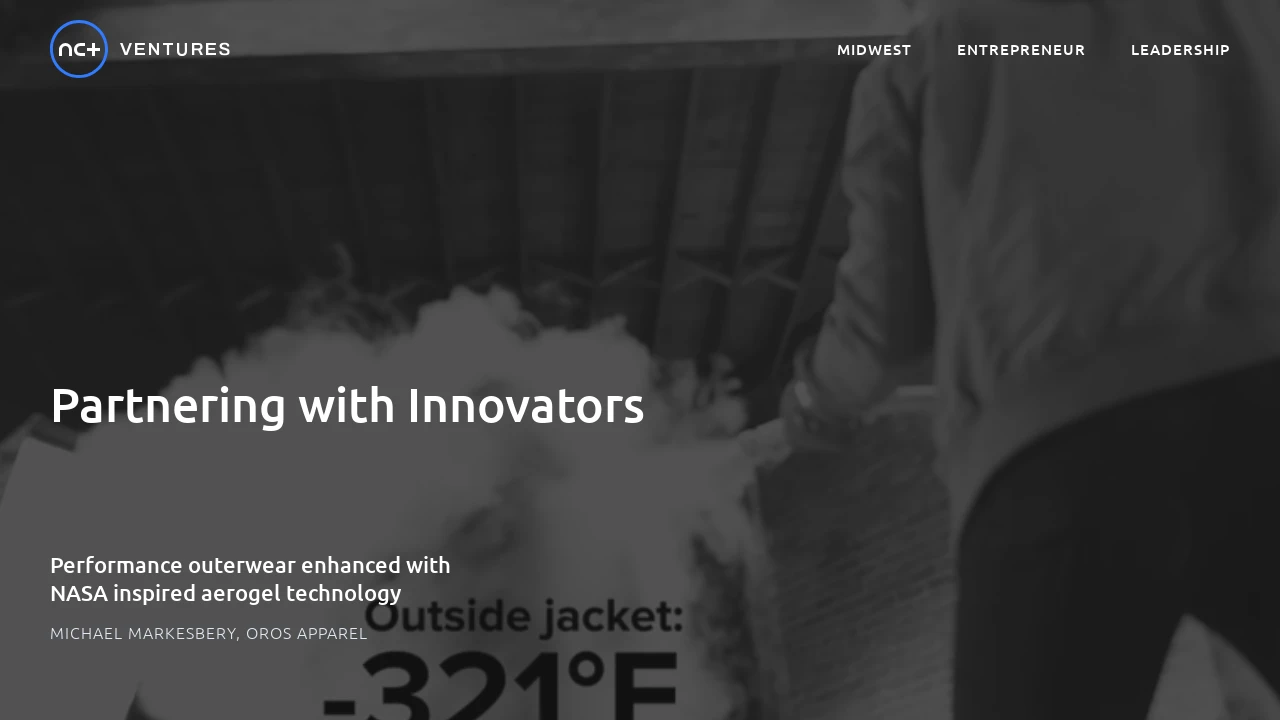 nc+ VENTURES
MIDWEST ENTREPRENEUR LEADERSHIP
Partnering with Innovators
Performance outerwear enhanced with
NASA inspired aerogel technology
MICHAEL MARKESBERY, OROS APPAREL
Outside jacket:
-321°F